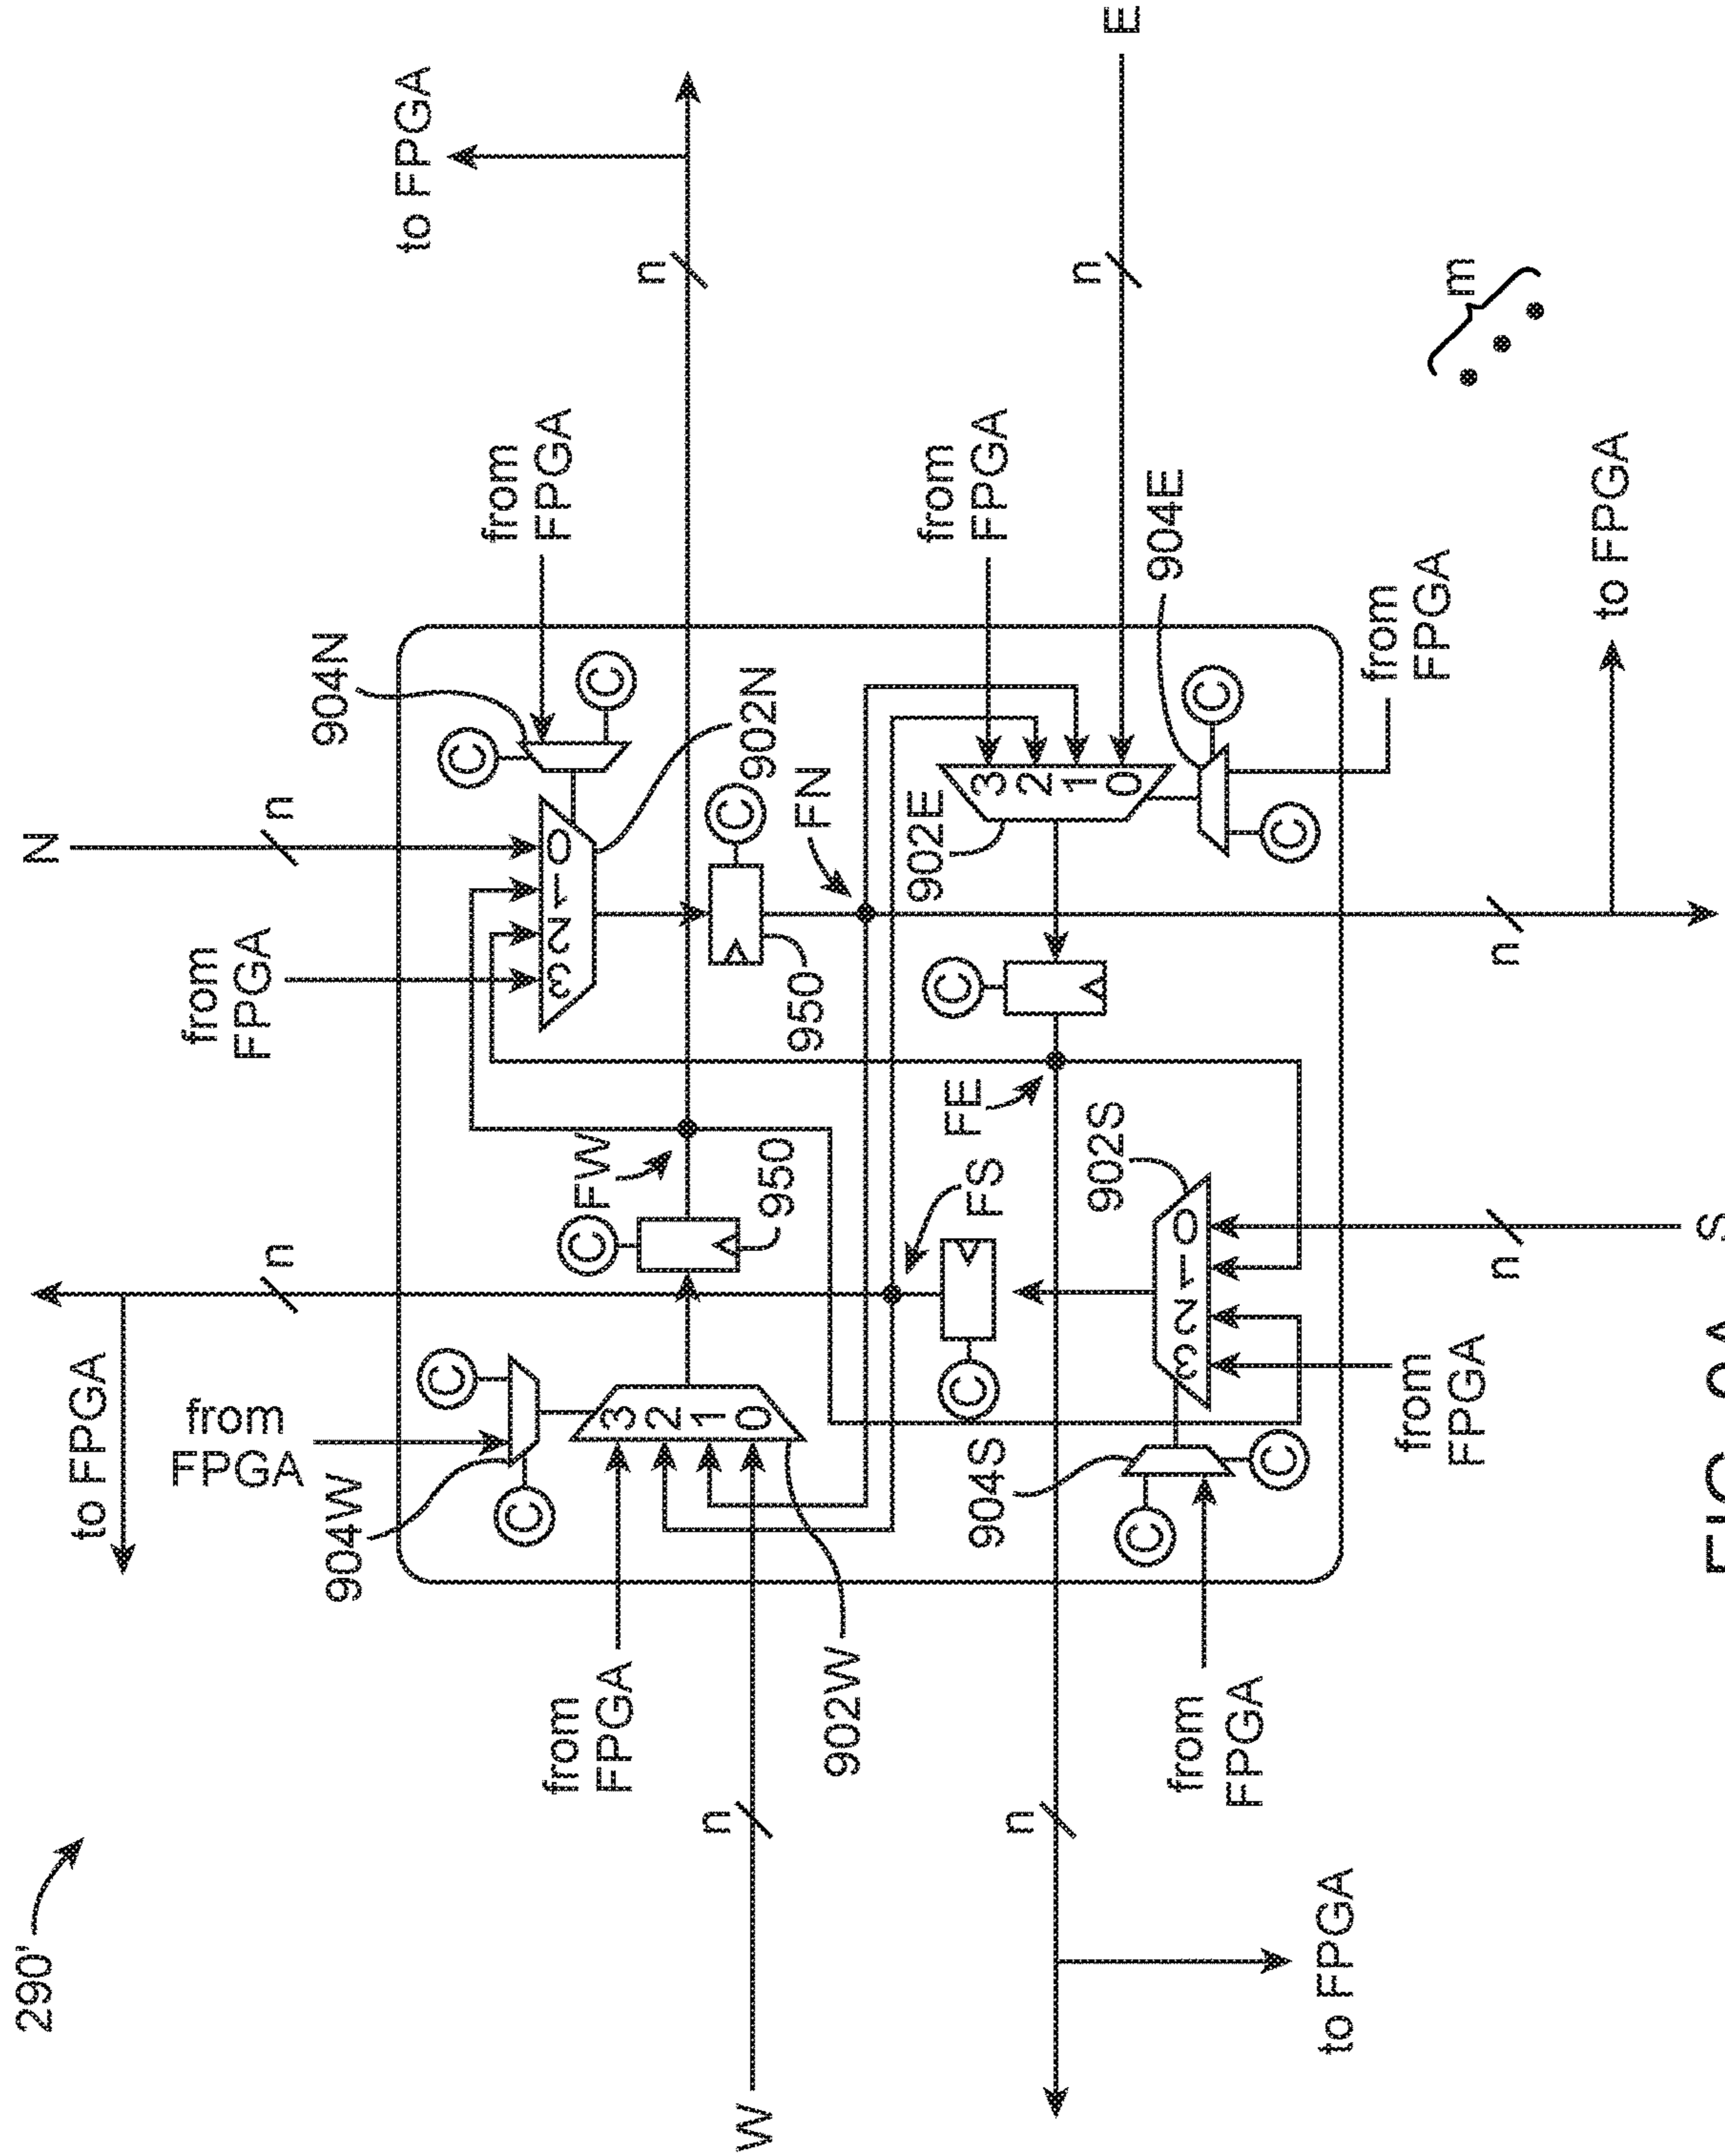 290'
N
to FPGA
n
n
from
FPGA
from
FPGA
904W
904N
to FPGA
C
C
from
FPGA
C
C
3 2 1 0
from
FPGA
C
FW
3
2
1
0
n
n
W
902W
950
C
902N
950
FN
902E
from
FPGA
C
FS
FE
C
904S
3
2
1
0
n
n
E
902S
904E
C
C
3 2 1 0
C
C
from
FPGA
to FPGA
from
FPGA
from
FPGA
m
n
n
to FPGA
S